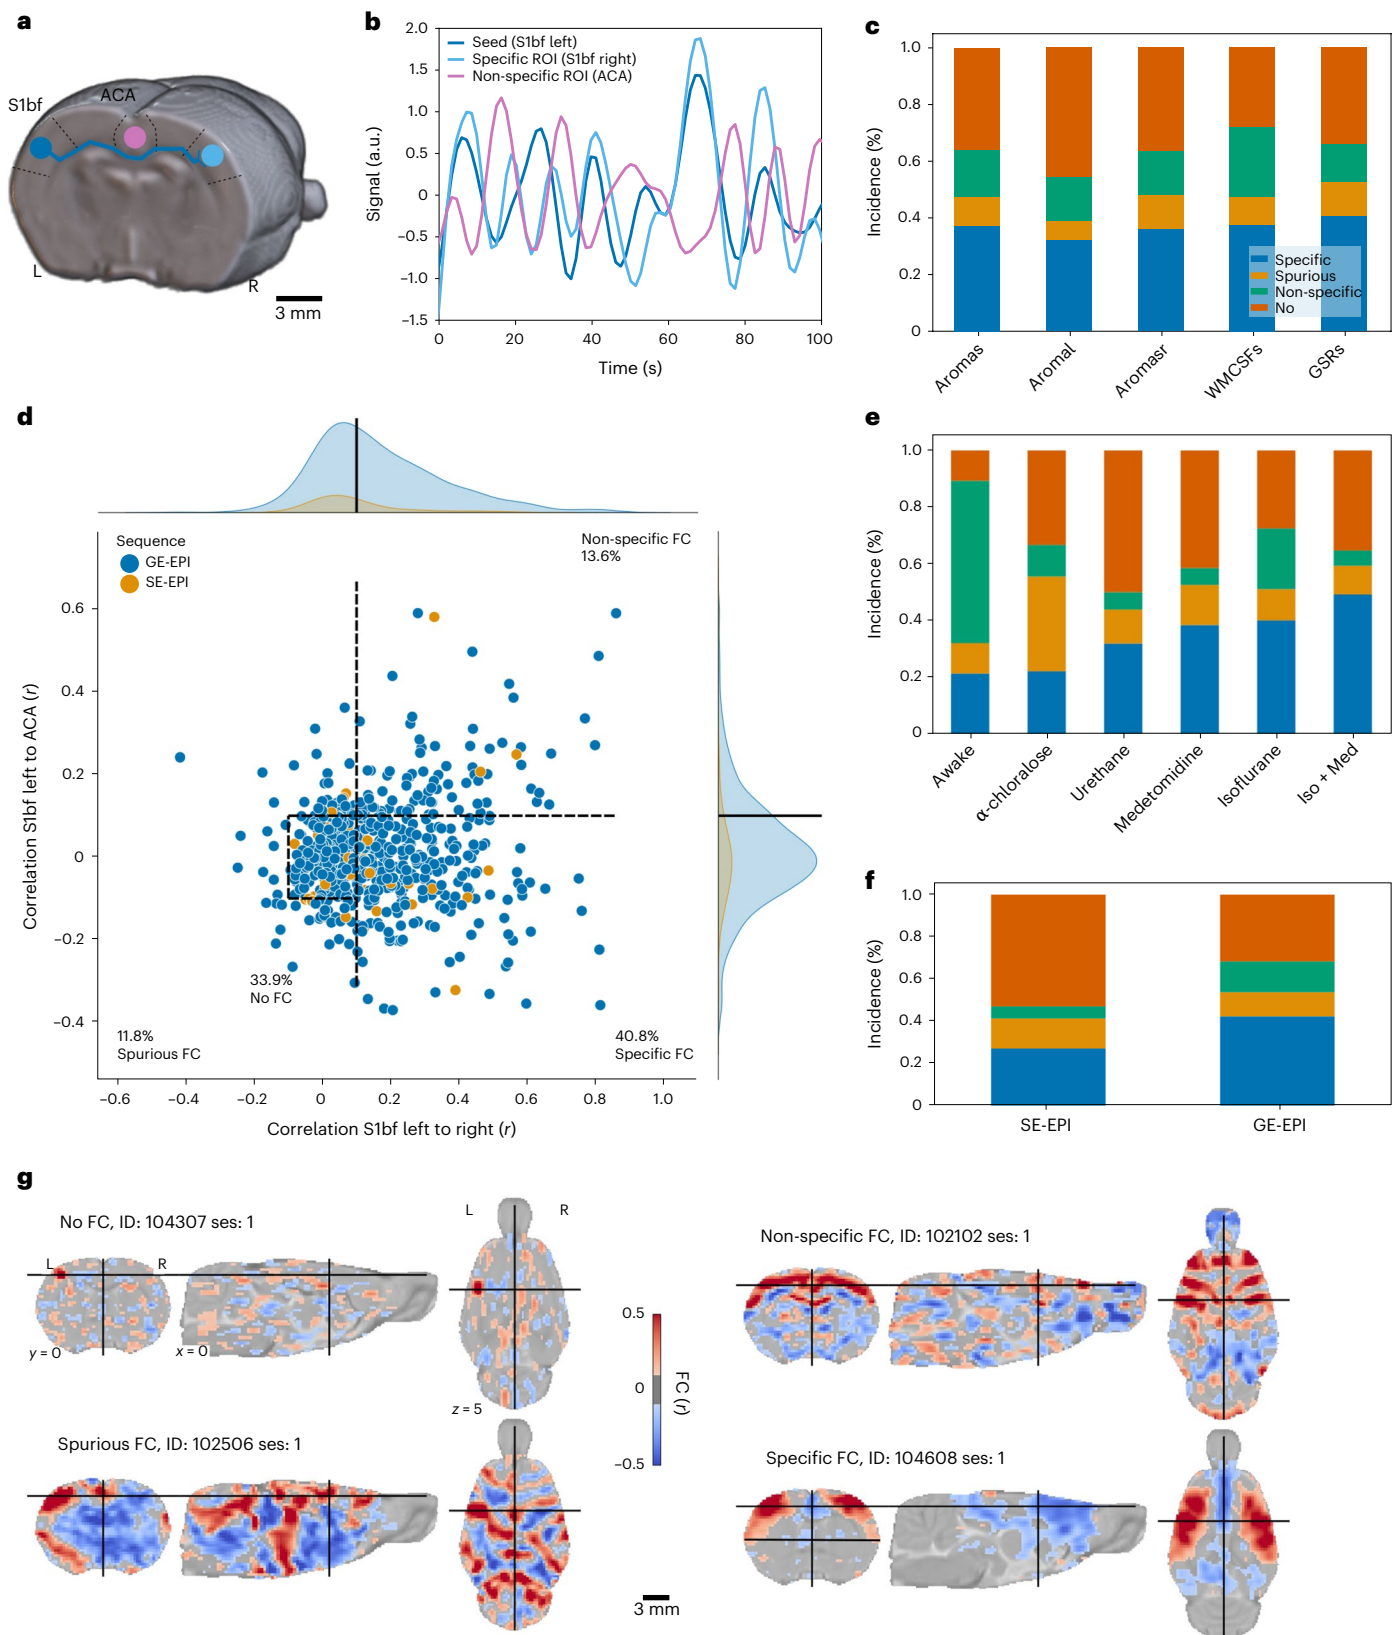 a
S1bf
ACA
L
R
3 mm
b
Seed (S1bf left)
Specific ROI (S1bf right)
Non-specific ROI (ACA)
2.0
1.5
1.0
0.5
0
−0.5
−1.0
−1.5
Signal (a.u.)
0 20 40 60 80 100
Time (s)
c
1.0
0.8
0.6
0.4
0.2
0
Incidence (%)
Specific
Spurious
Non-specific
No
Aromas
Aromal
Aromasr
WMCSFs
GSRs
d
Sequence
GE-EPI
SE-EPI
Non-specific FC
13.6%
0.6
0.4
0.2
0
−0.2
−0.4
Correlation S1bf left to ACA (r)
33.9%
No FC
11.8%
Spurious FC
40.8%
Specific FC
−0.6 −0.4 −0.2 0 0.2 0.4 0.6 0.8 1.0
Correlation S1bf left to right (r)
e
1.0
0.8
0.6
0.4
0.2
0
Incidence (%)
Awake
α-chloralose
Urethane
Medetomidine
Isoflurane
Iso + Med
f
1.0
0.8
0.6
0.4
0.2
0
Incidence (%)
SE-EPI
GE-EPI
g
No FC, ID: 104307 ses: 1
L
R
L
R
y = 0
x = 0
z = 5
Non-specific FC, ID: 102102 ses: 1
0.5
0
−0.5
FC (r)
Spurious FC, ID: 102506 ses: 1
Specific FC, ID: 104608 ses: 1
3 mm